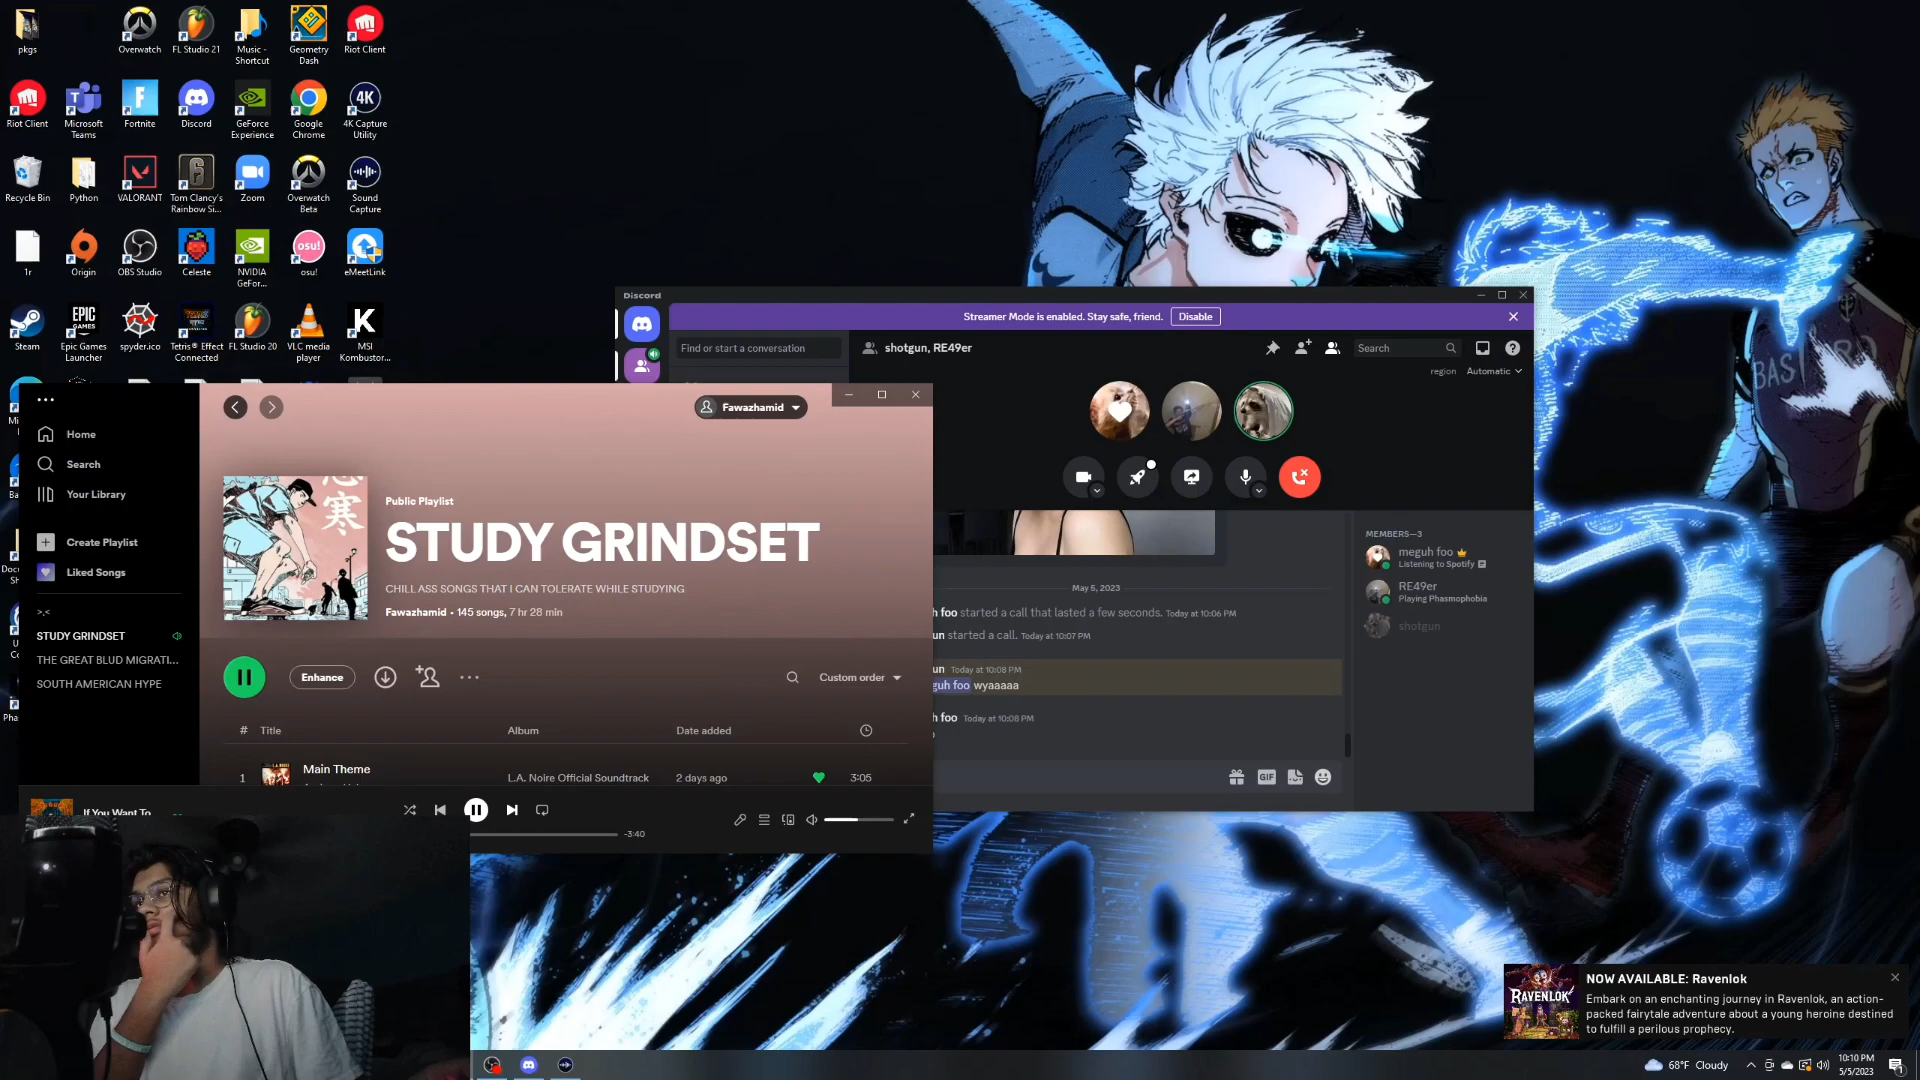 pkgs
Overwatch
FL Studio 21
Music -
Shortcut
Geometry
Dash
Riot Client
Riot Client
Microsoft
Teams
Fortnite
Discord
GeForce
Experience
Google
Chrome
4K Capture
Utility
Recycle Bin
Python
VALORANT
Tom Clancy's
Rainbow Si...
Zoom
Overwatch
Beta
Sound
Capture
1r
Origin
OBS Studio
Celeste
NVIDIA
GeFor...
osu!
eMeetLink
Steam
Epic Games
Launcher
spyder.ico
Tetris® Effect
Connected
FL Studio 20
VLC media
player
MSI
Kombustor...
Discord
Streamer Mode is enabled. Stay safe, friend.
Disable
Find or start a conversation
shotgun, RE49er
Search
region Automatic
MEMBERS—3
meguh foo
Listening to Spotify
RE49er
Playing Phasmophobia
shotgun
May 5, 2023
h foo started a call that lasted a few seconds. Today at 10:06 PM
un started a call. Today at 10:07 PM
un Today at 10:08 PM
guh foo wyaaaaa
h foo Today at 10:08 PM
GIF
Home
Search
Your Library
Create Playlist
Liked Songs
>.<
STUDY GRINDSET
THE GREAT BLUD MIGRATI...
SOUTH AMERICAN HYPE
Fawazhamid
Public Playlist
STUDY GRINDSET
CHILL ASS SONGS THAT I CAN TOLERATE WHILE STUDYING
Fawazhamid • 145 songs, 7 hr 28 min
Enhance
Custom order
# Title Album Date added
1 Main Theme L.A. Noire Official Soundtrack 2 days ago 3:05
If You Want To
-3:40
悪寒
BAST
RAVENLOK
NOW AVAILABLE: Ravenlok
Embark on an enchanting journey in Ravenlok, an action-
packed fairytale adventure about a young heroine destined
to fulfill a perilous prophecy.
68°F Cloudy
10:10 PM
5/5/2023